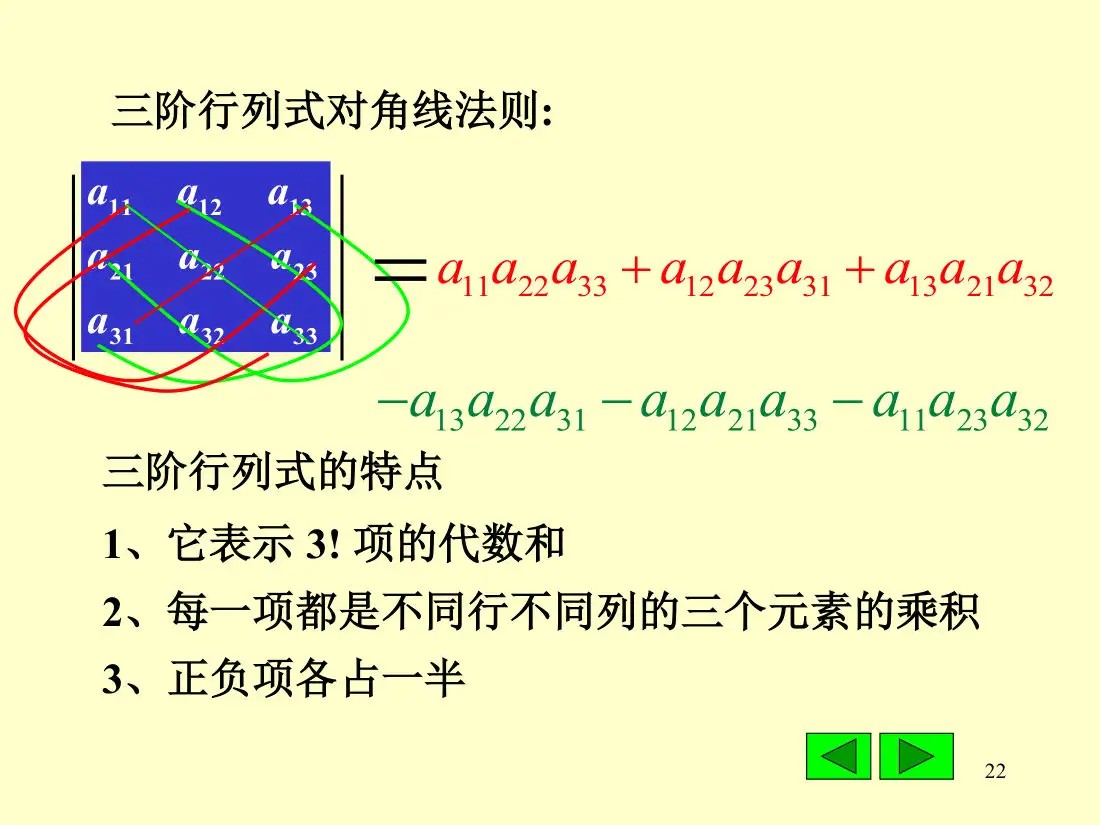 三阶行列式对角线法则:
a₁₁ a₁₂ a₁₃
a₂₁ a₂₂ a₂₃
a₃₁ a₃₂ a₃₃
=a₁₁a₂₂a₃₃+a₁₂a₂₃a₃₁+a₁₃a₂₁a₃₂
−a₁₃a₂₂a₃₁−a₁₂a₂₁a₃₃−a₁₁a₂₃a₃₂
三阶行列式的特点
1、它表示 3! 项的代数和
2、每一项都是不同行不同列的三个元素的乘积
3、正负项各占一半
22